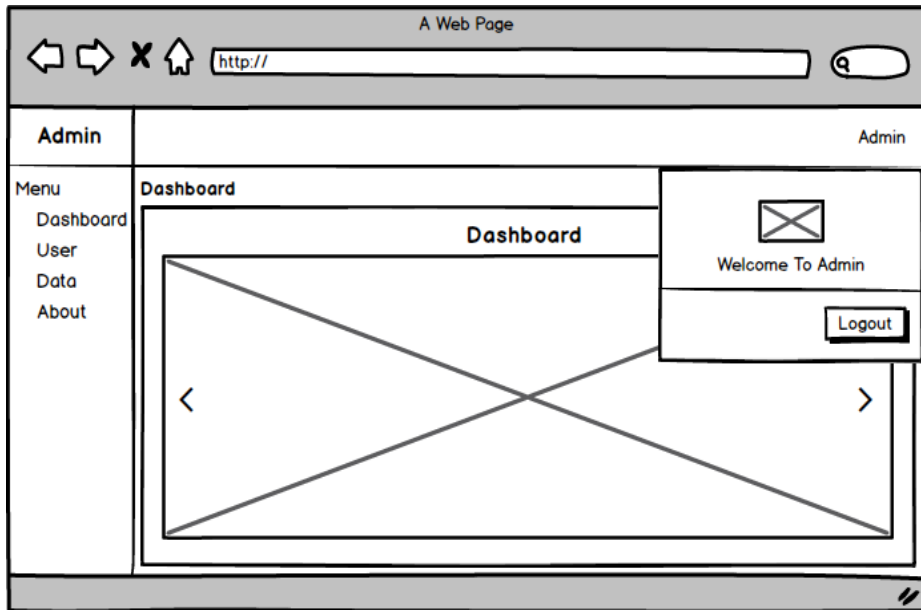 A Web Page
http://
Admin
Admin
Menu
Dashboard
User
Data
About
Dashboard
Dashboard
Welcome To Admin
Logout